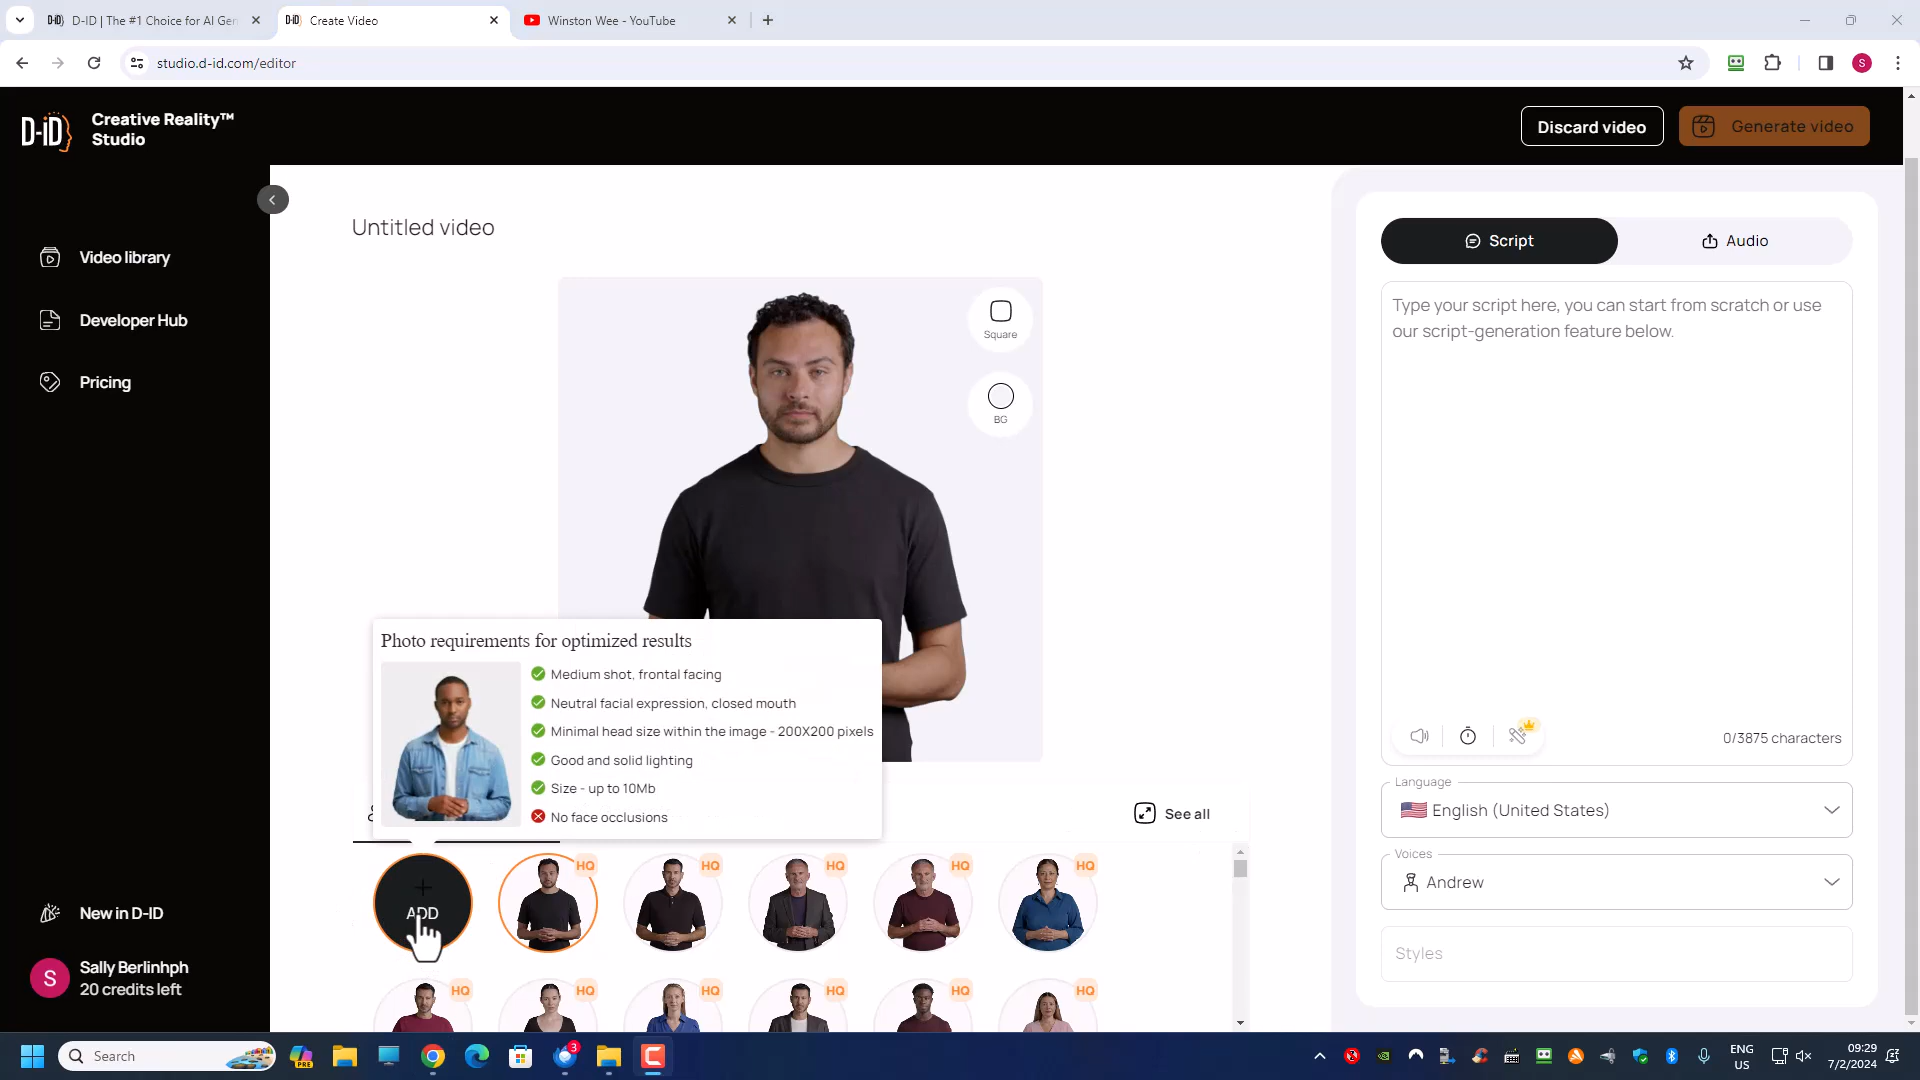 D-ID | The #1 Choice for AI Gen
Create Video
Winston Wee - YouTube
studio.d-id.com/editor
S
D-iD
Creative Reality™
Studio
Discard video
Generate video
Video library
Developer Hub
Pricing
New in D-ID
S
Sally Berlinhph
20 credits left
Untitled video
Square
BG
Photo requirements for optimized results
Medium shot, frontal facing
Neutral facial expression, closed mouth
Minimal head size within the image - 200X200 pixels
Good and solid lighting
Size - up to 10Mb
No face occlusions
See all
ADD
HQ
HQ
HQ
HQ
HQ
HQ
HQ
HQ
HQ
HQ
HQ
Script
Audio
Type your script here, you can start from scratch or use
our script-generation feature below.
0/3875 characters
Language
English (United States)
Voices
Andrew
Styles
Search
PRE
3
ENG
US
09:29
7/2/2024